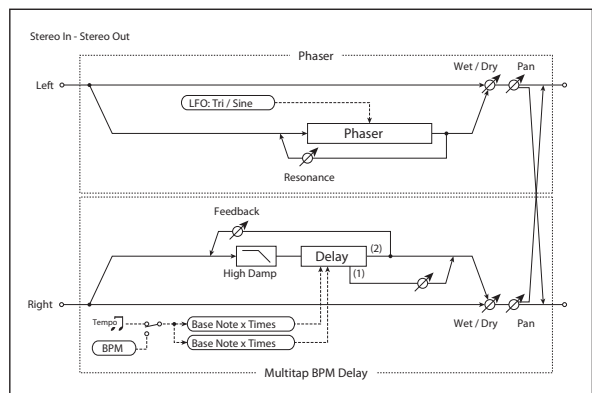 Stereo In - Stereo Out
Phaser
Wet / Dry
Pan
Left
LFO: Tri / Sine
Phaser
Resonance
Feedback
High Damp
Delay
(2)
(1)
Right
Wet / Dry
Pan
Tempo
Base Note x Times
BPM
Base Note x Times
Multitap BPM Delay